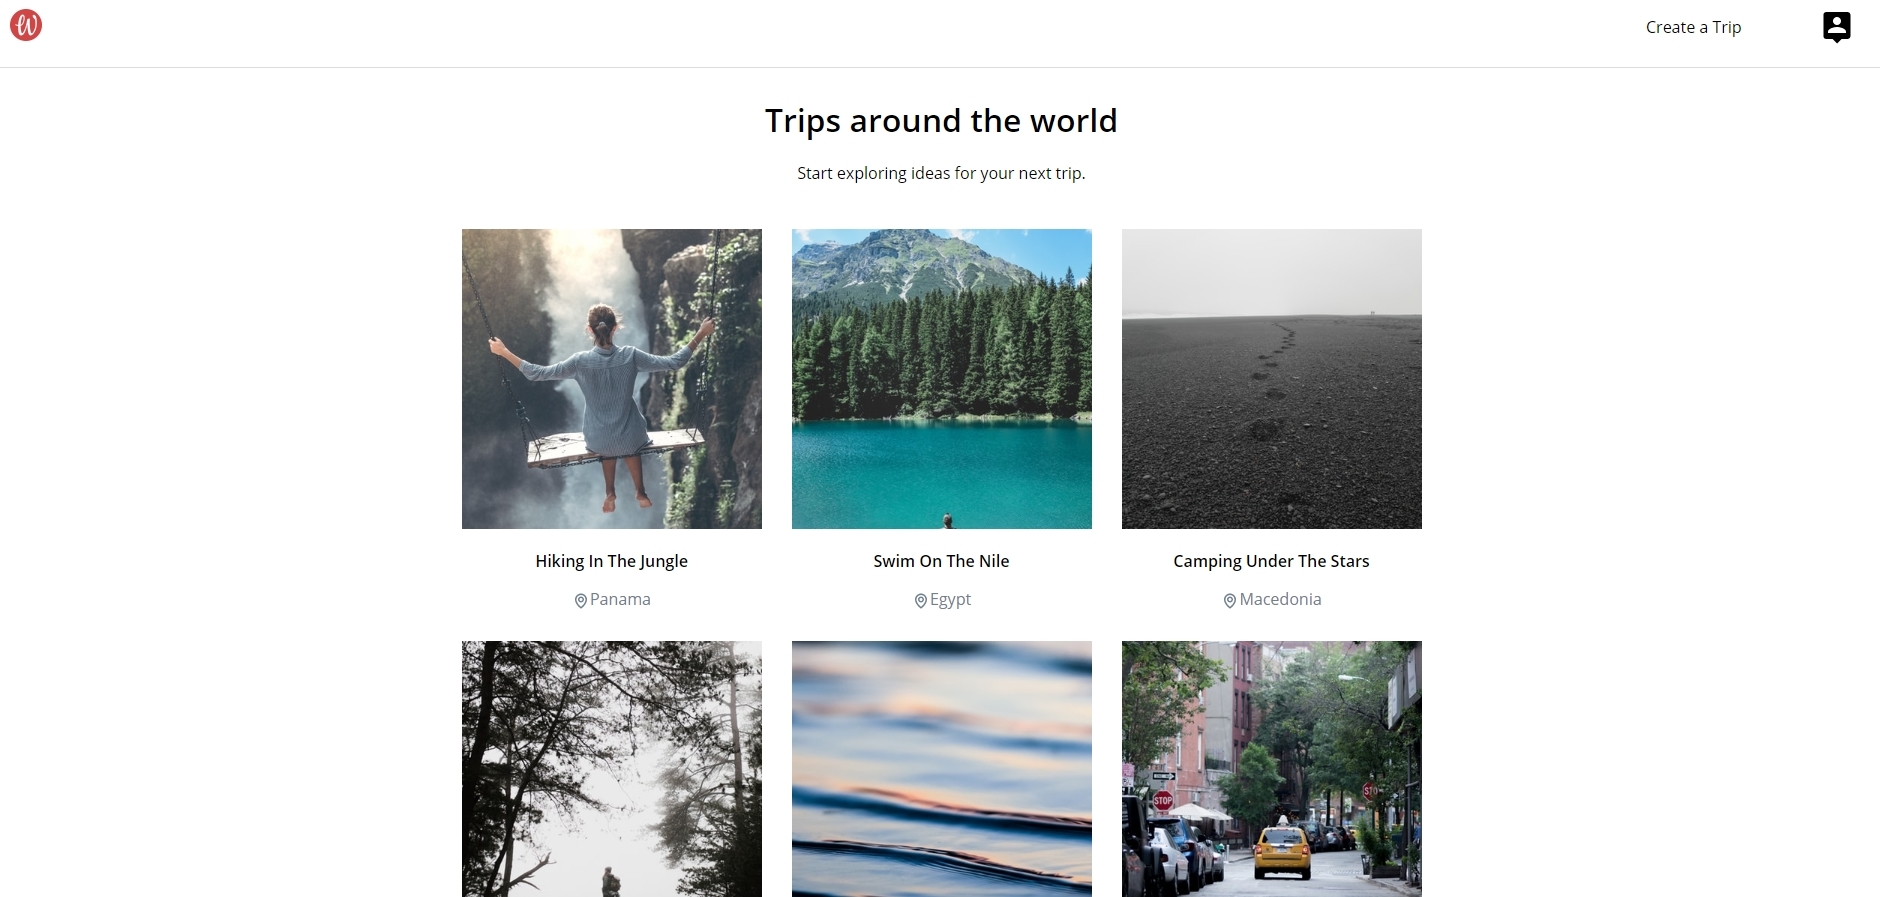 W
Create a Trip
Trips around the world
Start exploring ideas for your next trip.
Hiking In The Jungle
Swim On The Nile
Camping Under The Stars
Panama
Egypt
Macedonia
STOP